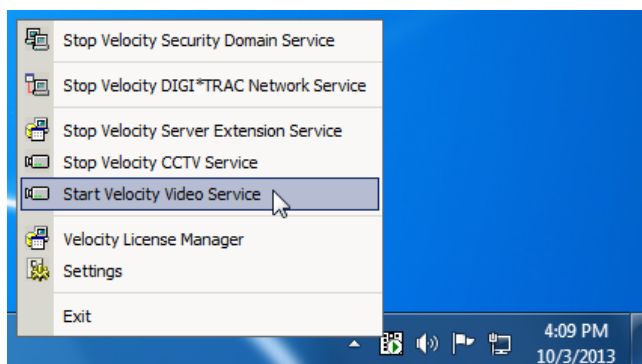 Stop Velocity Security Domain Service
Stop Velocity DIGI*TRAC Network Service
Stop Velocity Server Extension Service
Stop Velocity CCTV Service
Start Velocity Video Service
Velocity License Manager
Settings
Exit
4:09 PM
10/3/2013